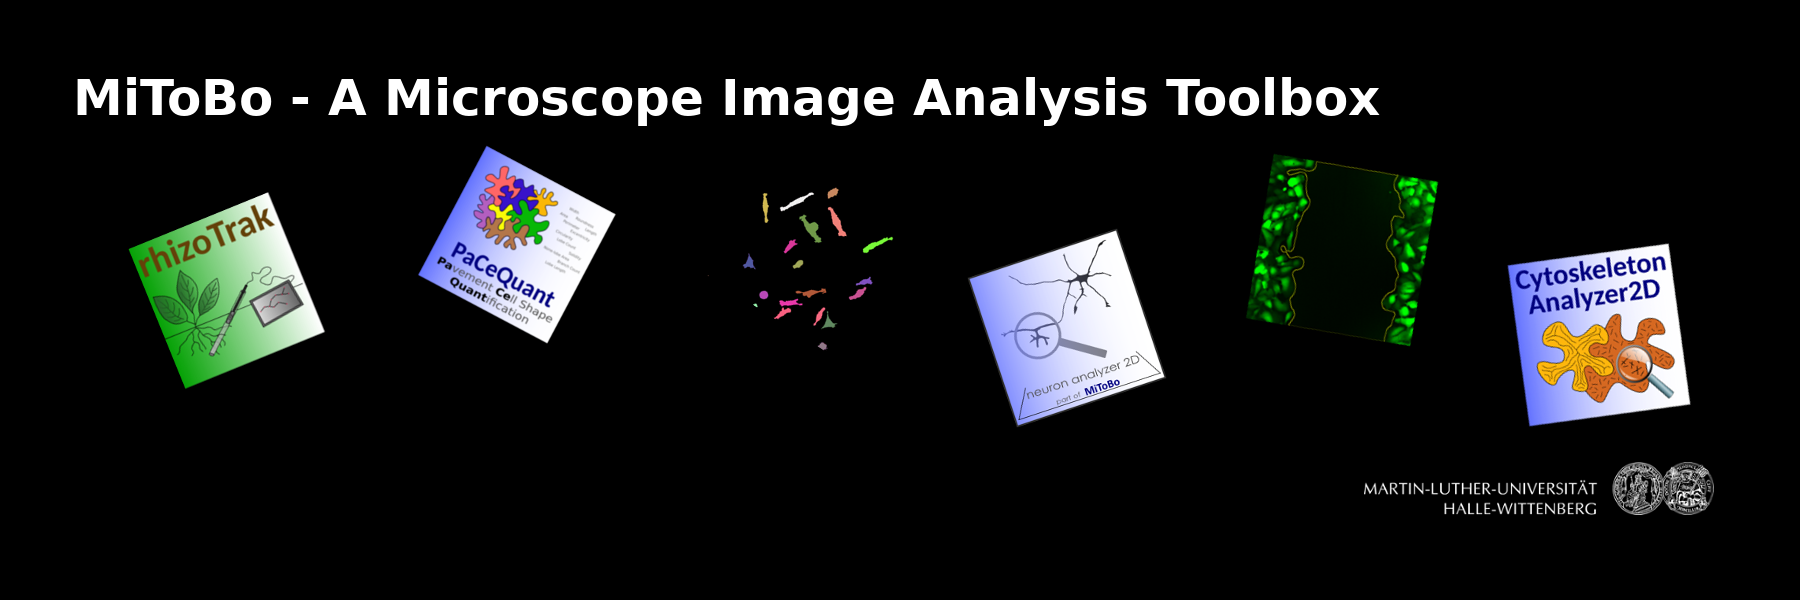 MiToBo - A Microscope Image Analysis Toolbox
rhizoTrak
PaCeQuant
Pavement Cell Shape
Quantification
neuron analyzer 2D
part of MiToBo
Cytoskeleton
Analyzer2D
MARTIN-LUTHER-UNIVERSITÄT
HALLE-WITTENBERG